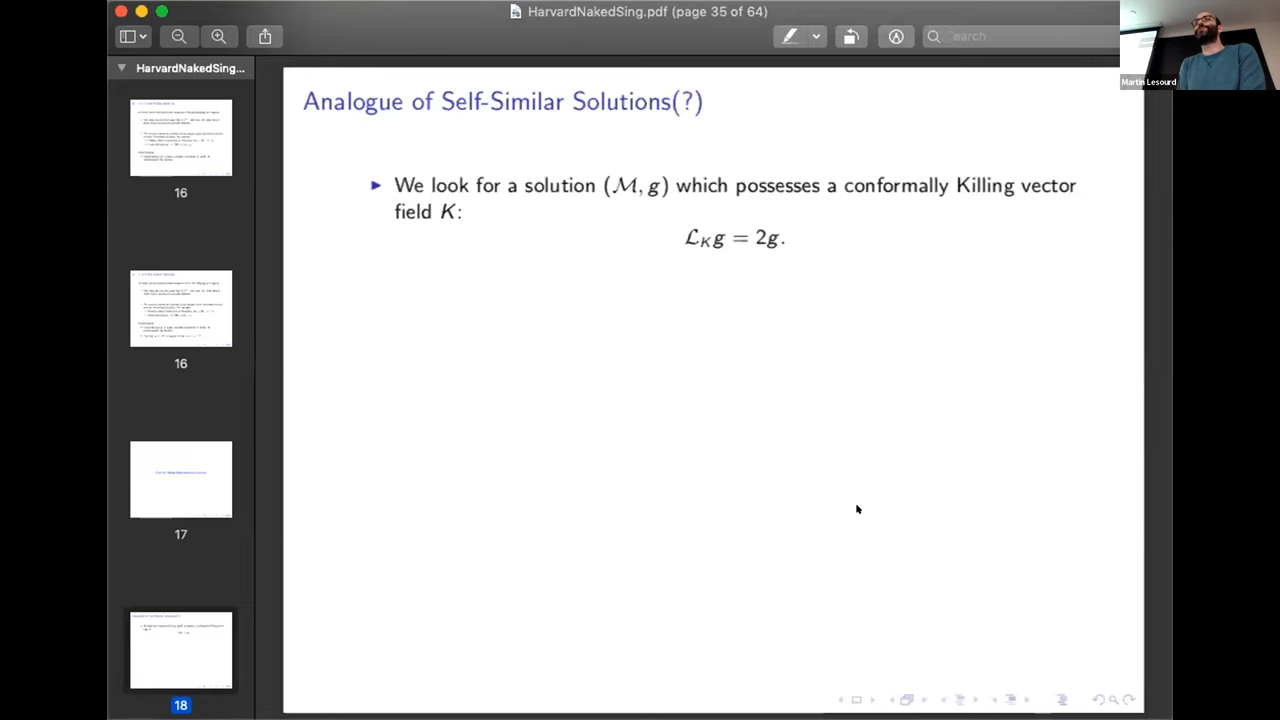 HarvardNakedSing.pdf (page 35 of 64)
Search
Martin Lesourd
HarvardNakedSing...
16
16
17
18
Analogue of Self-Similar Solutions(?)
► We look for a solution (ℳ, g) which possesses a conformally Killing vector
field K:
ℒ_K g = 2g.